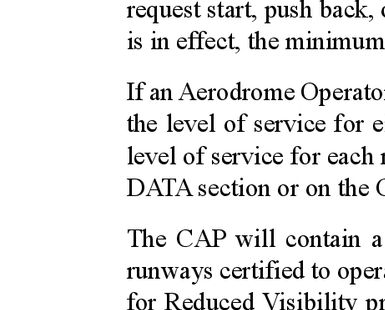 request start, push back,
is in effect, the minimum
If an Aerodrome Operator
the level of service for
level of service for each
DATA section or on the
The CAP will contain a
runways certified to
for Reduced Visibility